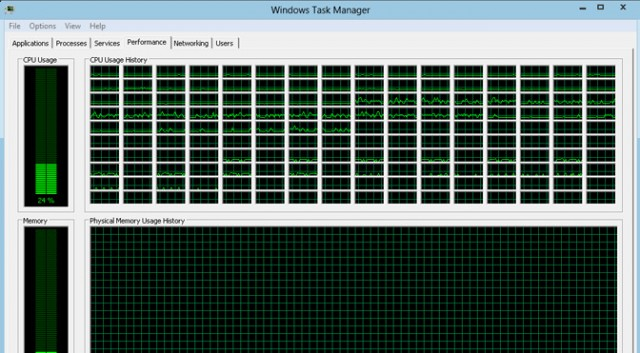 Windows Task Manager
File Options View Help
Applications Processes Services Performance Networking Users
CPU Usage CPU Usage History
24 %
Memory Physical Memory Usage History